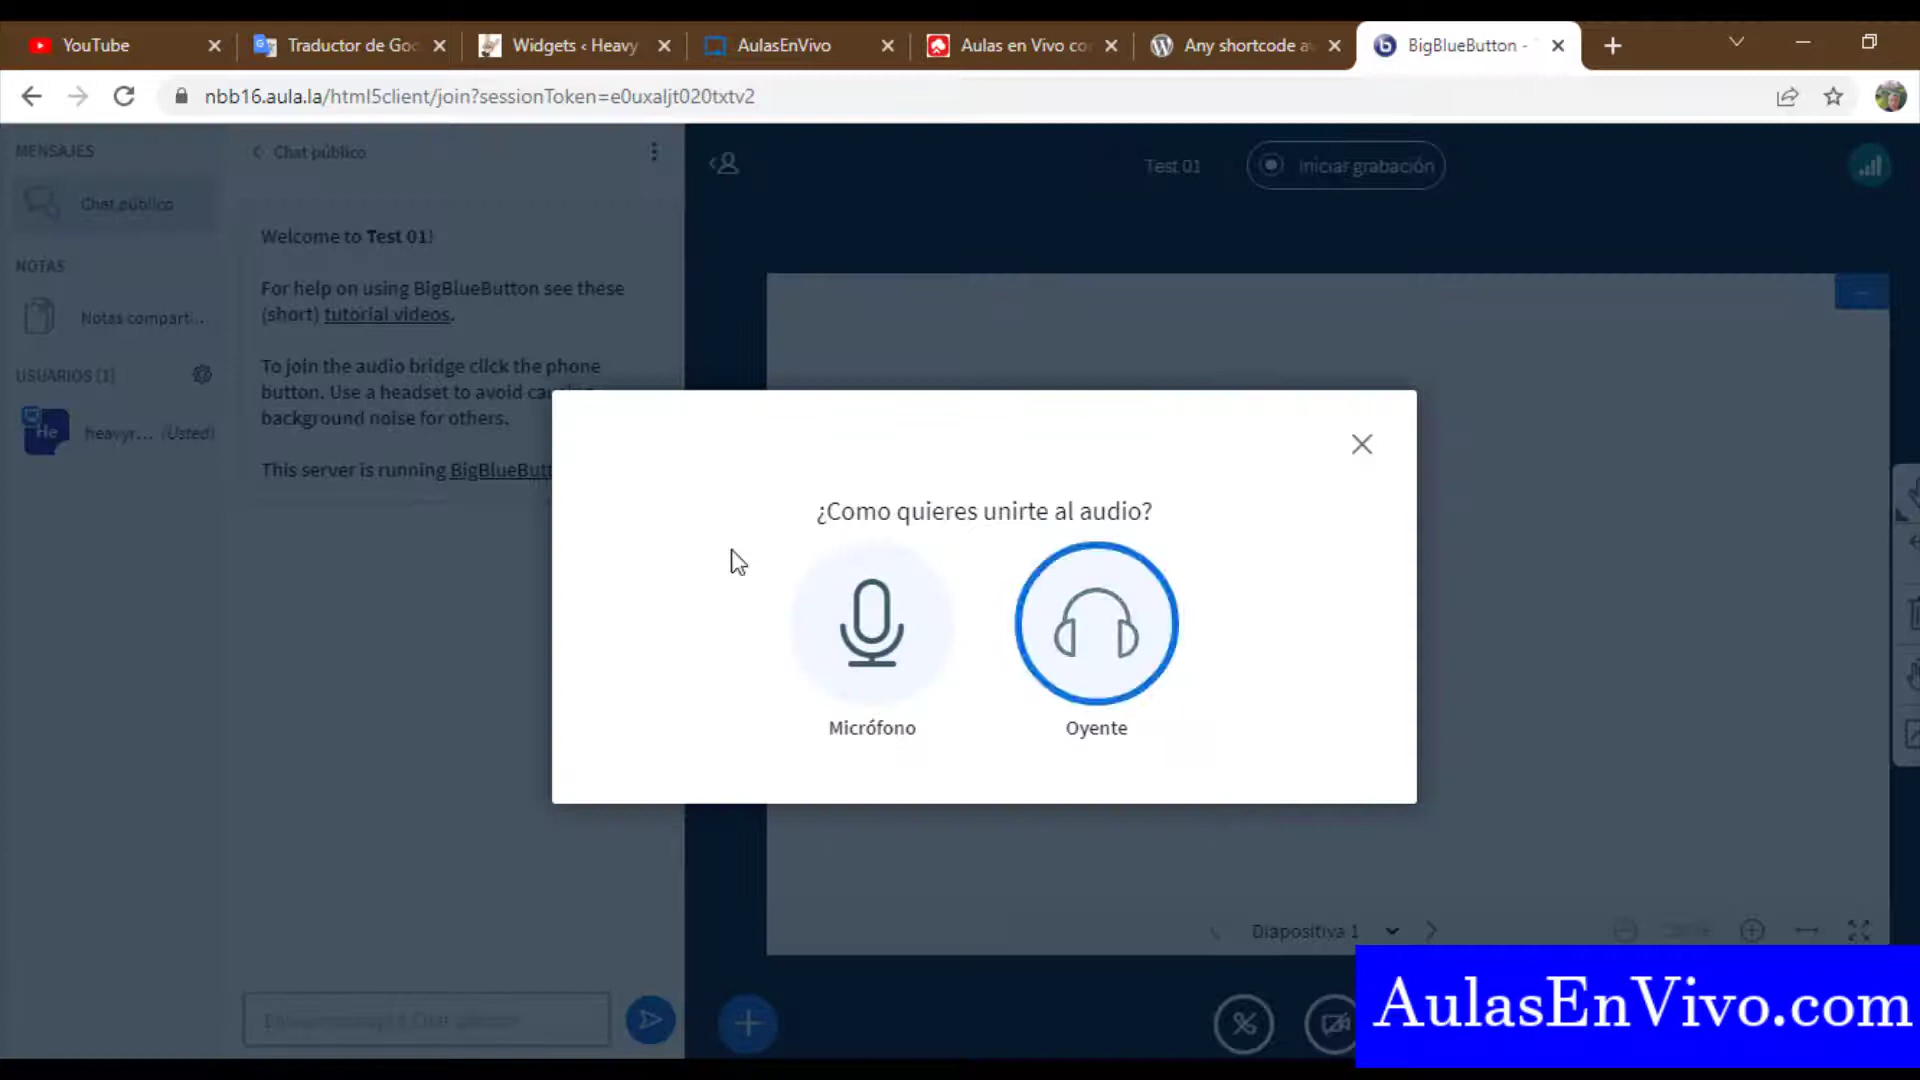 YouTube
Traductor de Goo
Widgets ‹ Heavy
AulasEnVivo
Aulas en Vivo co
Any shortcode a
BigBlueButton -
nbb16.aula.la/html5client/join?sessionToken=e0uxaljt020txtv2
MENSAJES
Chat público
NOTAS
Notas comparti...
USUARIOS (1)
He
heavyr... (Usted)
Chat público
Welcome to Test 01!
For help on using BigBlueButton see these
(short) tutorial videos.
To join the audio bridge click the phone
button. Use a headset to avoid
background noise for others.
This server is running BigBlueButt
Test 01
Iniciar grabación
¿Como quieres unirte al audio?
Micrófono
Oyente
Diapositiva 1
AulasEnVivo.com